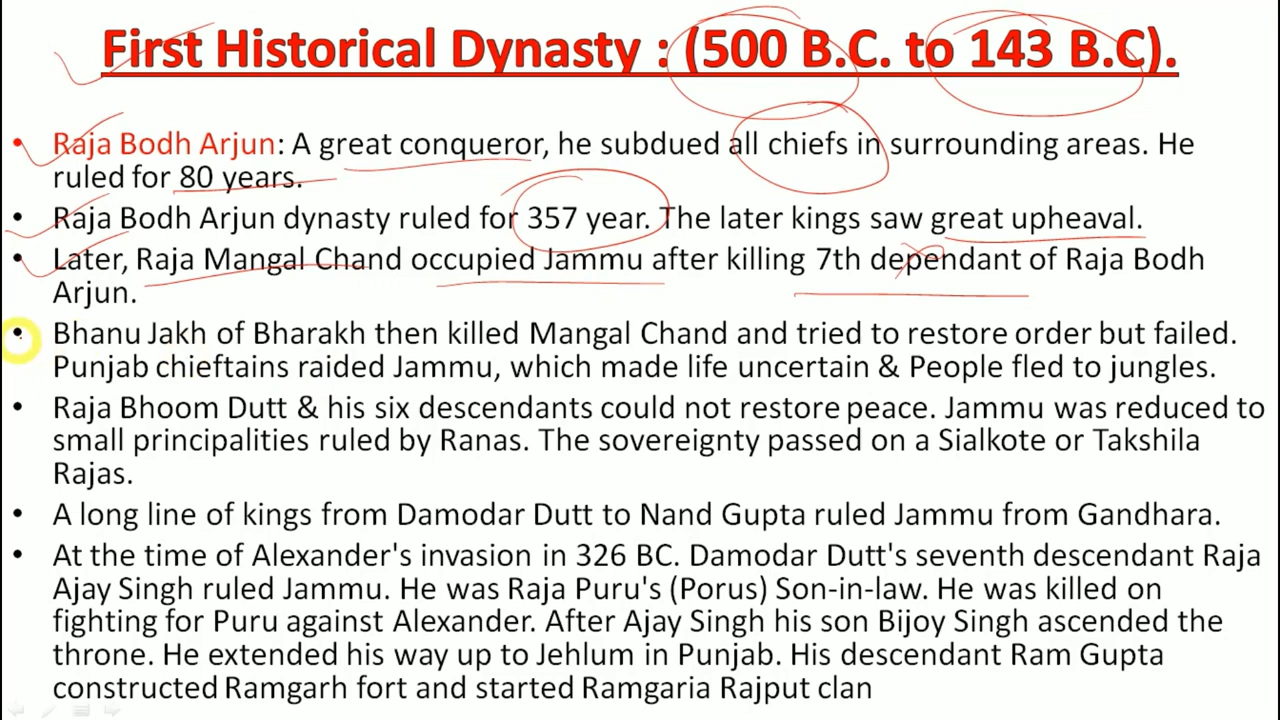 First Historical Dynasty : (500 B.C. to 143 B.C).
• Raja Bodh Arjun: A great conqueror, he subdued all chiefs in surrounding areas. He
ruled for 80 years.
• Raja Bodh Arjun dynasty ruled for 357 year. The later kings saw great upheaval.
• Later, Raja Mangal Chand occupied Jammu after killing 7th dependant of Raja Bodh
Arjun.
• Bhanu Jakh of Bharakh then killed Mangal Chand and tried to restore order but failed.
Punjab chieftains raided Jammu, which made life uncertain & People fled to jungles.
• Raja Bhoom Dutt & his six descendants could not restore peace. Jammu was reduced to
small principalities ruled by Ranas. The sovereignty passed on a Sialkote or Takshila
Rajas.
• A long line of kings from Damodar Dutt to Nand Gupta ruled Jammu from Gandhara.
• At the time of Alexander's invasion in 326 BC. Damodar Dutt's seventh descendant Raja
Ajay Singh ruled Jammu. He was Raja Puru's (Porus) Son-in-law. He was killed on
fighting for Puru against Alexander. After Ajay Singh his son Bijoy Singh ascended the
throne. He extended his way up to Jehlum in Punjab. His descendant Ram Gupta
constructed Ramgarh fort and started Ramgaria Rajput clan